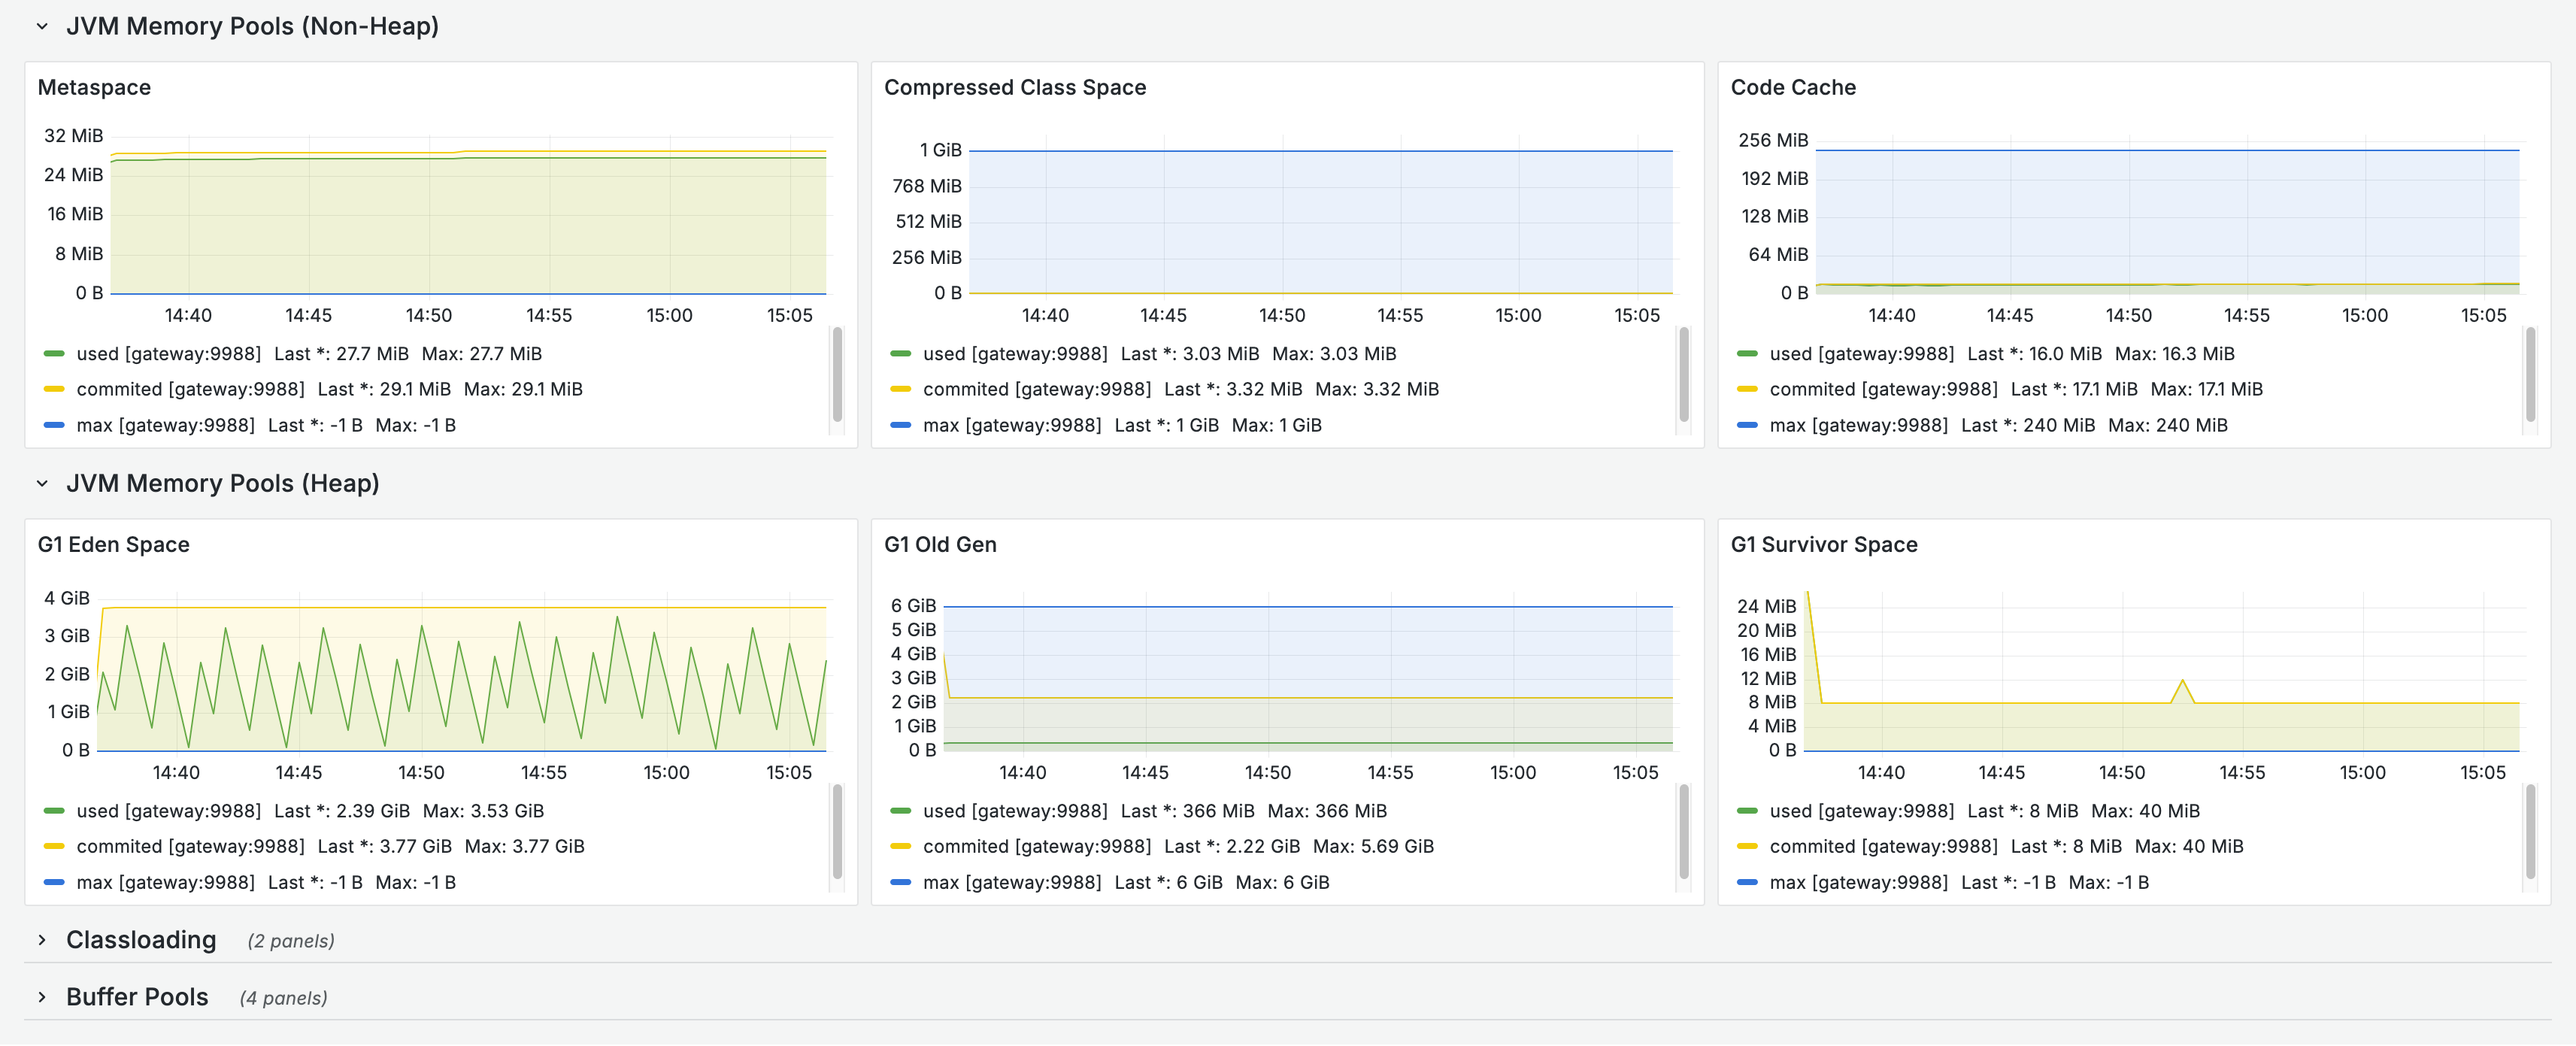 JVM Memory Pools (Non-Heap)
Metaspace
32 MiB
24 MiB
16 MiB
8 MiB
0 B
14:40 14:45 14:50 14:55 15:00 15:05
used [gateway:9988] Last *: 27.7 MiB Max: 27.7 MiB
commited [gateway:9988] Last *: 29.1 MiB Max: 29.1 MiB
max [gateway:9988] Last *: -1 B Max: -1 B
Compressed Class Space
1 GiB
768 MiB
512 MiB
256 MiB
0 B
14:40 14:45 14:50 14:55 15:00 15:05
used [gateway:9988] Last *: 3.03 MiB Max: 3.03 MiB
commited [gateway:9988] Last *: 3.32 MiB Max: 3.32 MiB
max [gateway:9988] Last *: 1 GiB Max: 1 GiB
Code Cache
256 MiB
192 MiB
128 MiB
64 MiB
0 B
14:40 14:45 14:50 14:55 15:00 15:05
used [gateway:9988] Last *: 16.0 MiB Max: 16.3 MiB
commited [gateway:9988] Last *: 17.1 MiB Max: 17.1 MiB
max [gateway:9988] Last *: 240 MiB Max: 240 MiB
JVM Memory Pools (Heap)
G1 Eden Space
4 GiB
3 GiB
2 GiB
1 GiB
0 B
14:40 14:45 14:50 14:55 15:00 15:05
used [gateway:9988] Last *: 2.39 GiB Max: 3.53 GiB
commited [gateway:9988] Last *: 3.77 GiB Max: 3.77 GiB
max [gateway:9988] Last *: -1 B Max: -1 B
G1 Old Gen
6 GiB
5 GiB
4 GiB
3 GiB
2 GiB
1 GiB
0 B
14:40 14:45 14:50 14:55 15:00 15:05
used [gateway:9988] Last *: 366 MiB Max: 366 MiB
commited [gateway:9988] Last *: 2.22 GiB Max: 5.69 GiB
max [gateway:9988] Last *: 6 GiB Max: 6 GiB
G1 Survivor Space
24 MiB
20 MiB
16 MiB
12 MiB
8 MiB
4 MiB
0 B
14:40 14:45 14:50 14:55 15:00 15:05
used [gateway:9988] Last *: 8 MiB Max: 40 MiB
commited [gateway:9988] Last *: 8 MiB Max: 40 MiB
max [gateway:9988] Last *: -1 B Max: -1 B
Classloading (2 panels)
Buffer Pools (4 panels)